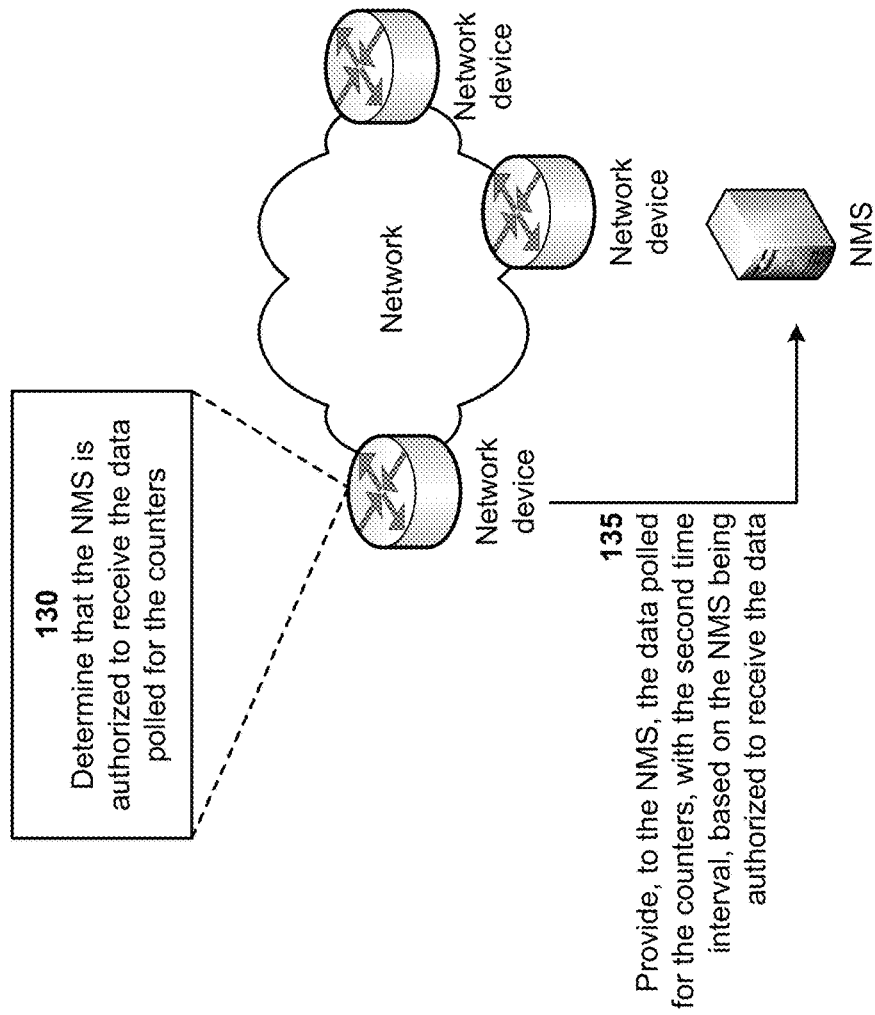 130
Determine that the NMS is
authorized to receive the data
polled for the counters
Network
Network
device
Network
device
Network
device
NMS
135
Provide, to the NMS, the data polled
for the counters, with the second time
interval, based on the NMS being
authorized to receive the data